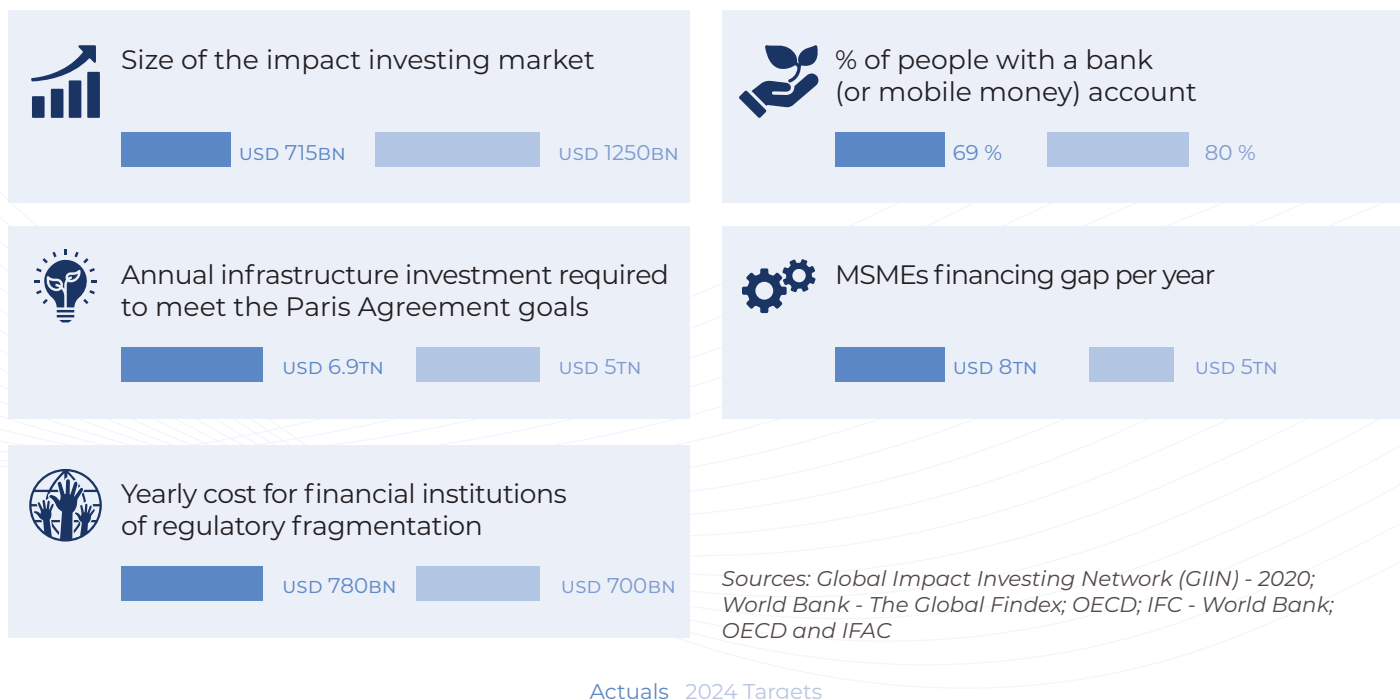 Size of the impact investing market
USD 715BN
USD 1250BN
% of people with a bank
(or mobile money) account
69 %
80 %
Annual infrastructure investment required
to meet the Paris Agreement goals
USD 6.9TN
USD 5TN
MSMEs financing gap per year
USD 8TN
USD 5TN
Yearly cost for financial institutions
of regulatory fragmentation
USD 780BN
USD 700BN
Sources: Global Impact Investing Network (GIIN) - 2020;
World Bank - The Global Findex; OECD; IFC - World Bank;
OECD and IFAC
Actuals 2024 Targets